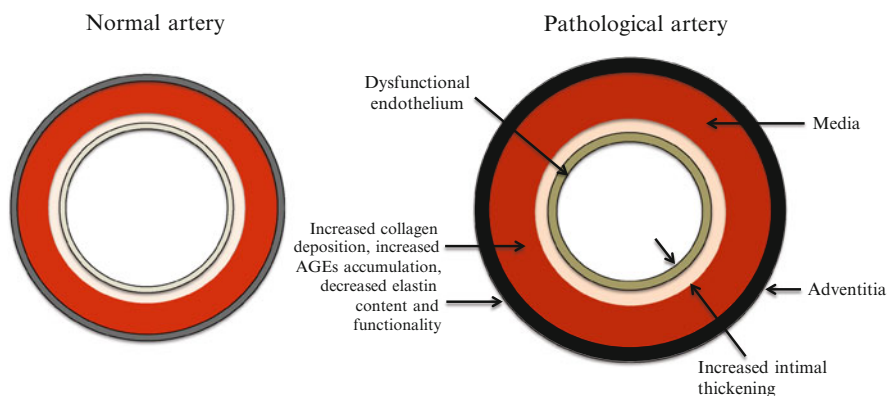 Normal artery
Pathological artery
Dysfunctional
endothelium
Media
Increased collagen
deposition, increased
AGEs accumulation,
decreased elastin
content and
functionality
Adventitia
Increased intimal
thickening